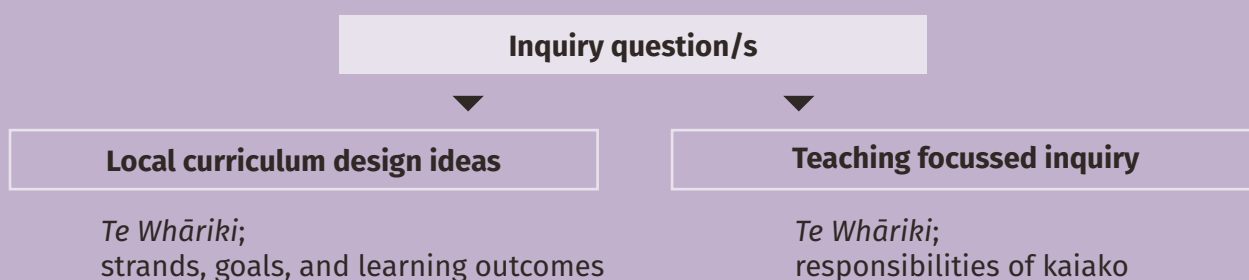 Inquiry question/s
Local curriculum design ideas
Te Whāriki;
strands, goals, and learning outcomes
Teaching focussed inquiry
Te Whāriki;
responsibilities of kaiako